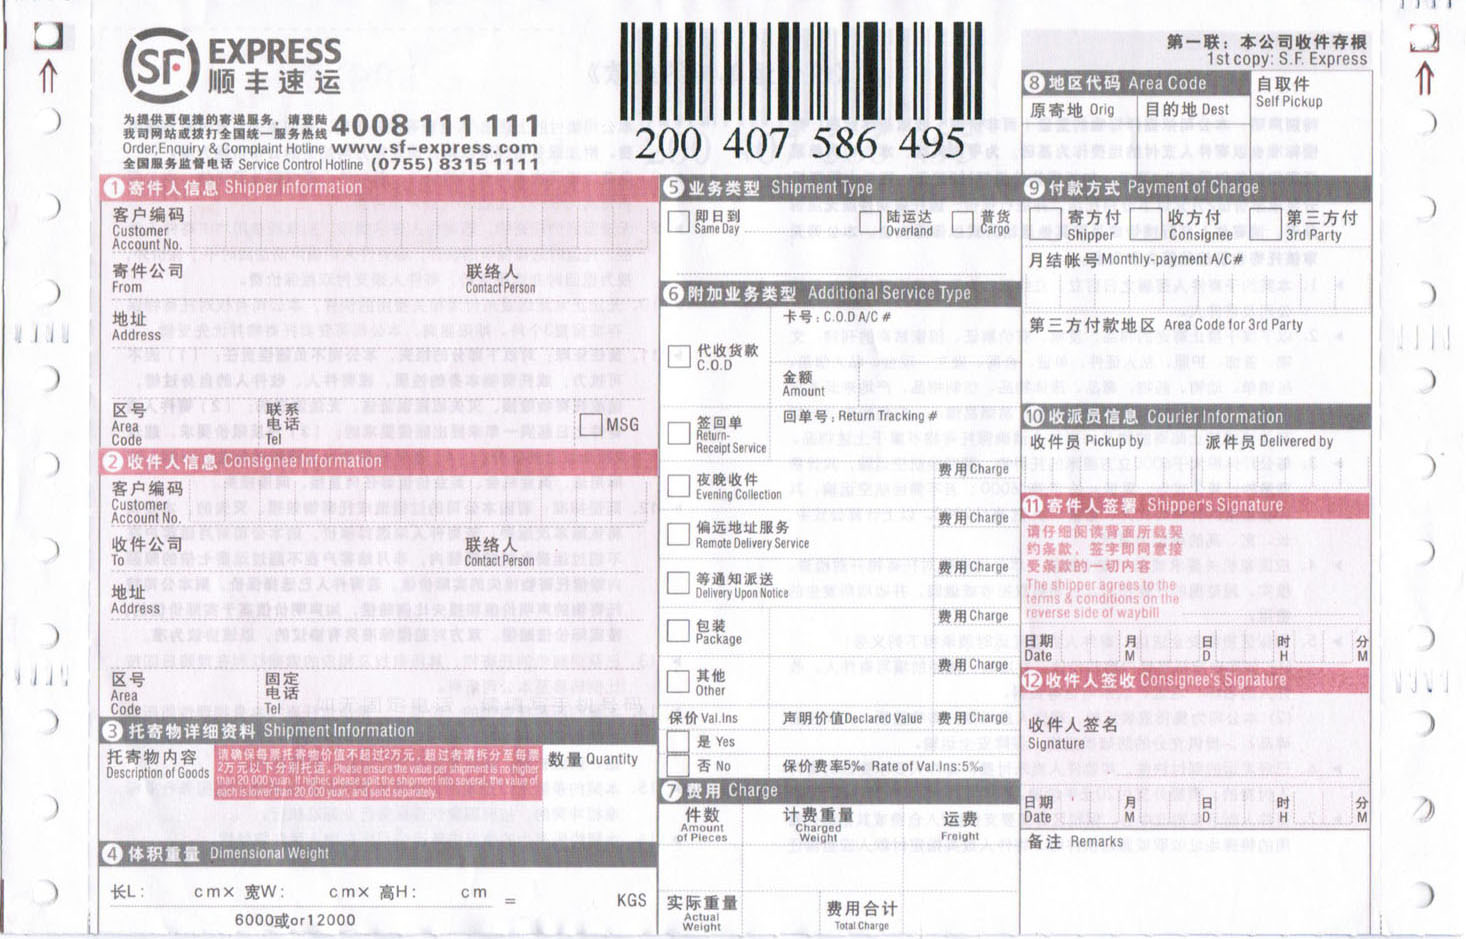 SF EXPRESS
顺丰速运
为提供更便捷的寄递服务，请登陆
我司网站或拨打全国统一服务热线 4008 111 111
Order,Enquiry & Complaint Hotline www.sf-express.com
全国服务监督电话 Service Control Hotline (0755) 8315 1111
200 407 586 495
第一联：本公司收件存根
1st copy: S.F. Express
① 寄件人信息 Shipper information
客户编码
Customer
Account No.
寄件公司
From
联络人
Contact Person
地址
Address
区号
Area
Code
联系
电话
Tel
MSG
② 收件人信息 Consignee Information
客户编码
Customer
Account No.
收件公司
To
联络人
Contact Person
地址
Address
区号
Area
Code
固定
电话
Tel
③ 托寄物详细资料 Shipment Information
托寄物内容
Description of Goods
请确保每票托寄物价值不超过2万元，超过者请拆分至每票
2万元以下分别托运。Please ensure the value per shipment is no higher
than 20,000 yuan. If higher, please split the shipment into several, the value of
each is lower than 20,000 yuan, and send separately.
数量 Quantity
④ 体积重量 Dimensional Weight
长L: cm× 宽W: cm× 高H: cm = KGS
6000或or12000
⑤ 业务类型 Shipment Type
即日到
Same Day
陆运达
Overland
普货
Cargo
⑥ 附加业务类型 Additional Service Type
代收货款
C.O.D
卡号：C.O.D A/C #
金额
Amount
签回单
Return-
Receipt Service
回单号：Return Tracking #
费用 Charge
夜晚收件
Evening Collection
费用 Charge
偏远地址服务
Remote Delivery Service
费用 Charge
等通知派送
Delivery Upon Notice
费用 Charge
包装
Package
费用 Charge
其他
Other
保价 Val.Ins 声明价值 Declared Value 费用 Charge
是 Yes
否 No 保价费率5‰ Rate of Val.Ins:5‰
⑦ 费用 Charge
件数
Amount
of Pieces
计费重量
Charged
Weight
运费
Freight
实际重量
Actual
Weight
费用合计
Total Charge
⑧ 地区代码 Area Code
原寄地 Orig 目的地 Dest
自取件
Self Pickup
⑨ 付款方式 Payment of Charge
寄方付
Shipper
收方付
Consignee
第三方付
3rd Party
月结帐号 Monthly-payment A/C#
第三方付款地区 Area Code for 3rd Party
⑩ 收派员信息 Courier Information
收件员 Pickup by 派件员 Delivered by
⑪ 寄件人签署 Shipper's Signature
请仔细阅读背面所载契
约条款，签字即同意接
受条款的一切内容
The shipper agrees to the
terms & conditions on the
reverse side of waybill
日期 月 日 时 分
Date M D H M
⑫ 收件人签收 Consignee's Signature
收件人签名
Signature
日期 月 日 时 分
Date M D H M
备注 Remarks